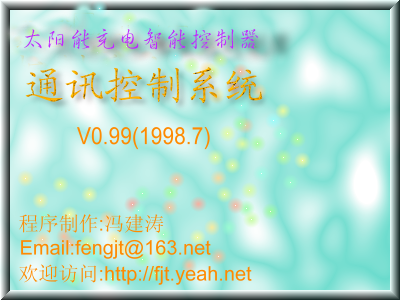 太阳能充电智能控制器
通讯控制系统
V0.99(1998.7)
程序制作:冯建涛
Email:fengjt@163.net
欢迎访问:http://fjt.yeah.net